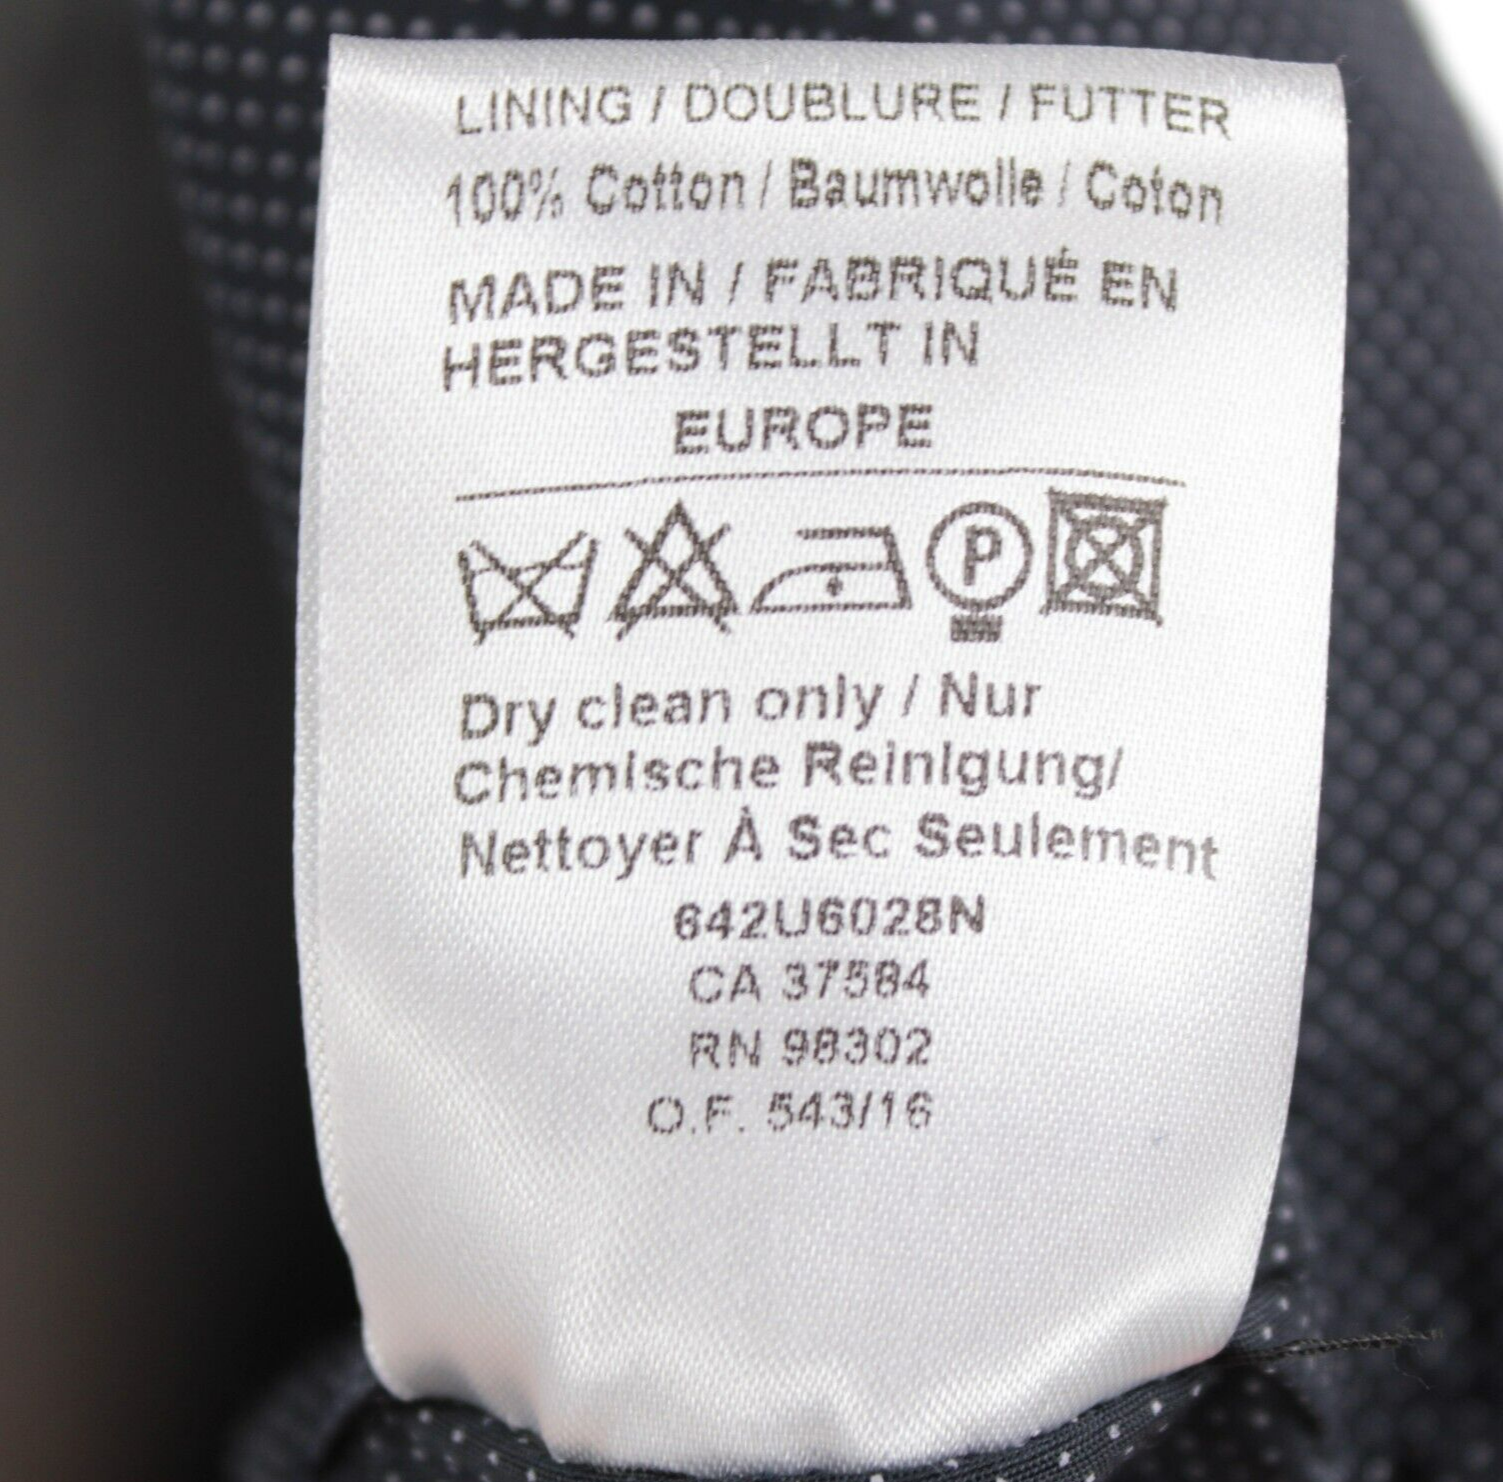 LINING / DOUBLURE / FUTTER
100% Cotton / Baumwolle / Coton
MADE IN / FABRIQUÉ EN
HERGESTELLT IN
EUROPE
P
Dry clean only / Nur
Chemische Reinigung/
Nettoyer À Sec Seulement
642U6028N
CA 37584
RN 98302
O.F. 543/16